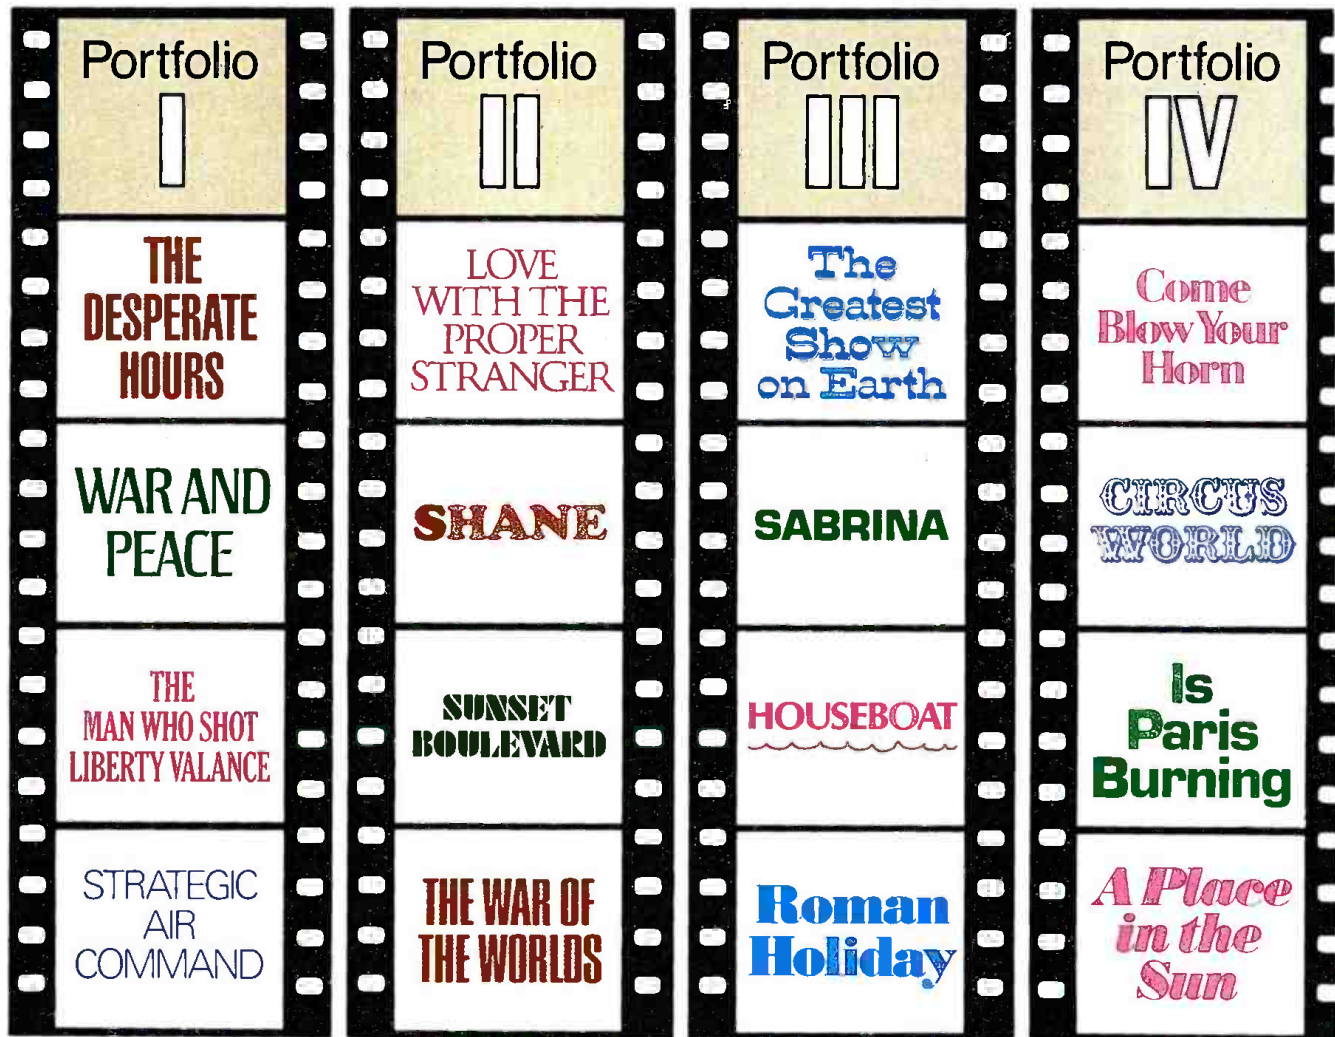 Portfolio
I
THE
DESPERATE
HOURS
WAR AND
PEACE
THE
MAN WHO SHOT
LIBERTY VALANCE
STRATEGIC
AIR
COMMAND
Portfolio
II
LOVE
WITH THE
PROPER
STRANGER
SHANE
SUNSET
BOULEVARD
THE WAR OF
THE WORLDS
Portfolio
III
The
Greatest
Show
on Earth
SABRINA
HOUSEBOAT
Roman
Holiday
Portfolio
IV
Come
Blow Your
Horn
CIRCUS
WORLD
Is
Paris
Burning
A Place
in the
Sun